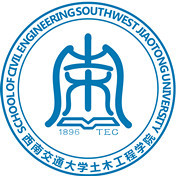 SCHOOL OF CIVIL ENGINEERING SOUTHWEST JIAOTONG UNIVERSITY
1896 TEC
西南交通大学土木工程学院